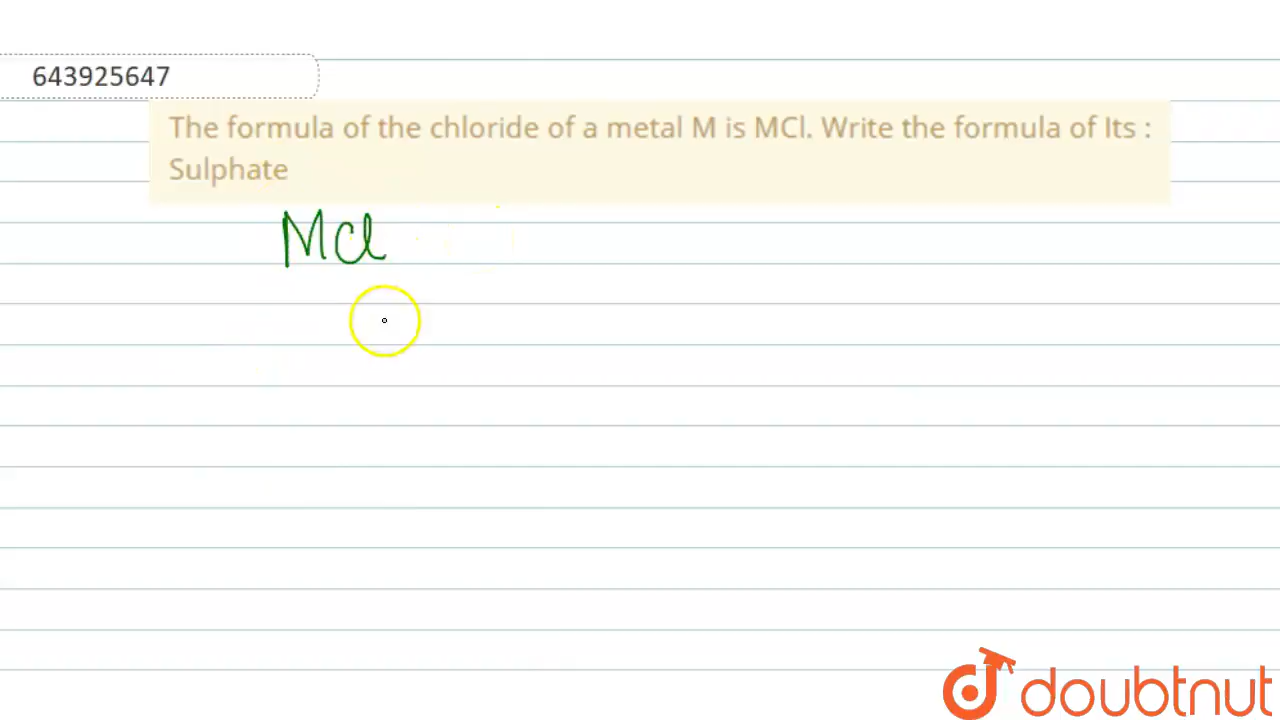 643925647
The formula of the chloride of a metal M is MCl. Write the formula of Its :
Sulphate
MCl
doubtnut